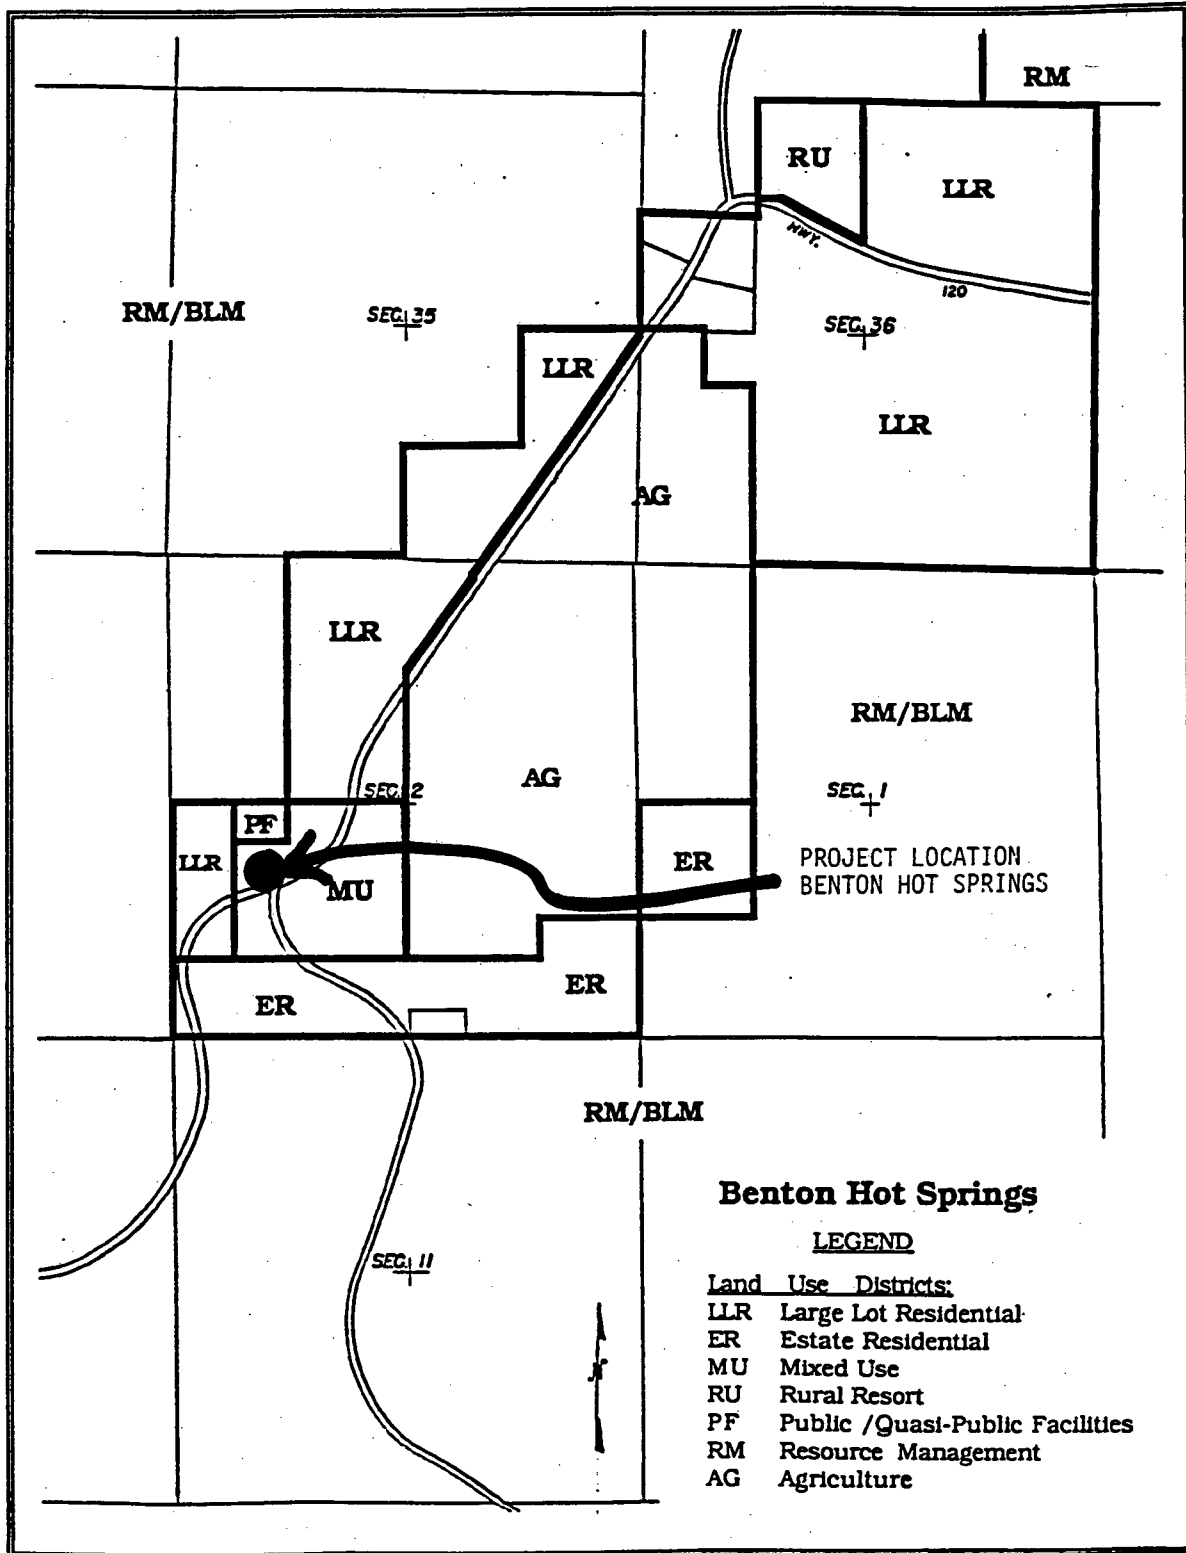 RM
RU
LLR
HWY.
120
RM/BLM
SEC. 35
SEC. 36
LLR
LLR
AG
LLR
RM/BLM
AG
SEC. 2
SEC. 1
PF
LLR
MU
ER
PROJECT LOCATION
BENTON HOT SPRINGS
ER
ER
RM/BLM
SEC. 11
N
Benton Hot Springs
LEGEND
Land Use Districts:
LLR Large Lot Residential
ER Estate Residential
MU Mixed Use
RU Rural Resort
PF Public /Quasi-Public Facilities
RM Resource Management
AG Agriculture